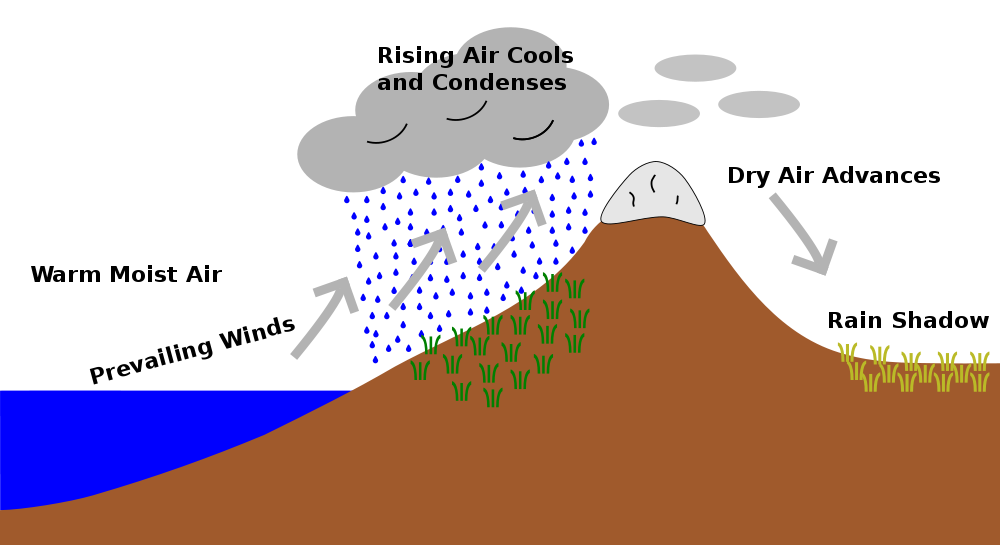 Rising Air Cools
and Condenses
Dry Air Advances
Warm Moist Air
Prevailing Winds
Rain Shadow